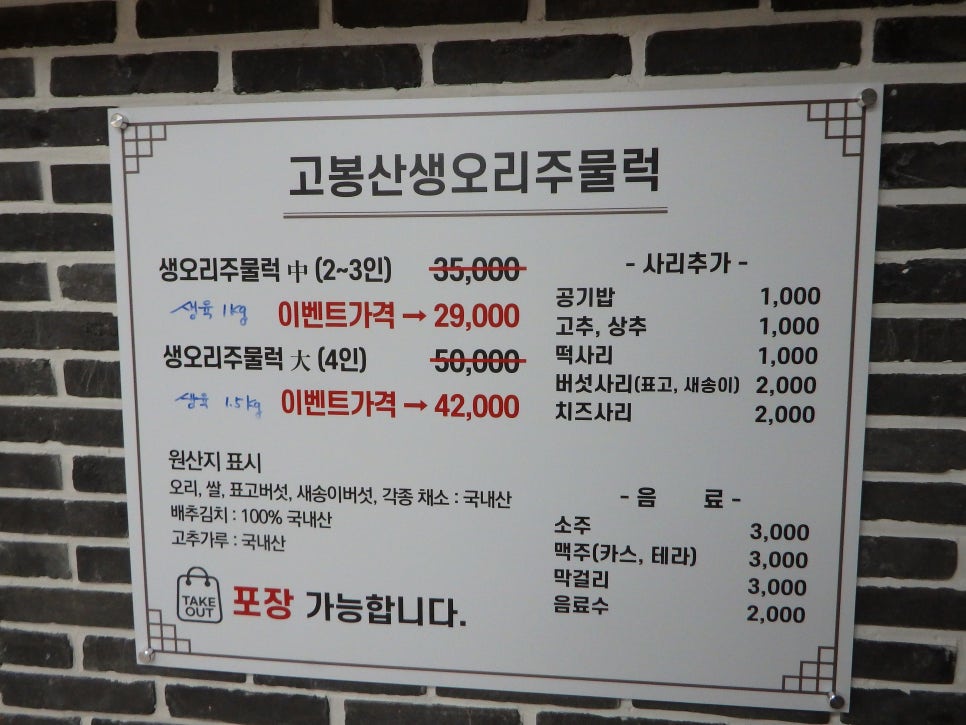 고봉산생오리주물럭
생오리주물럭 中 (2~3인) 35,000
생육 1kg 이벤트가격 → 29,000
생오리주물럭 大 (4인) 50,000
생육 1.5kg 이벤트가격 → 42,000
원산지 표시
오리, 쌀, 표고버섯, 새송이버섯, 각종 채소 : 국내산
배추김치 : 100% 국내산
고추가루 : 국내산
TAKE
OUT
포장 가능합니다.
- 사리추가 -
공기밥 1,000
고추, 상추 1,000
떡사리 1,000
버섯사리(표고, 새송이) 2,000
치즈사리 2,000
- 음 료 -
소주 3,000
맥주(카스, 테라) 3,000
막걸리 3,000
음료수 2,000